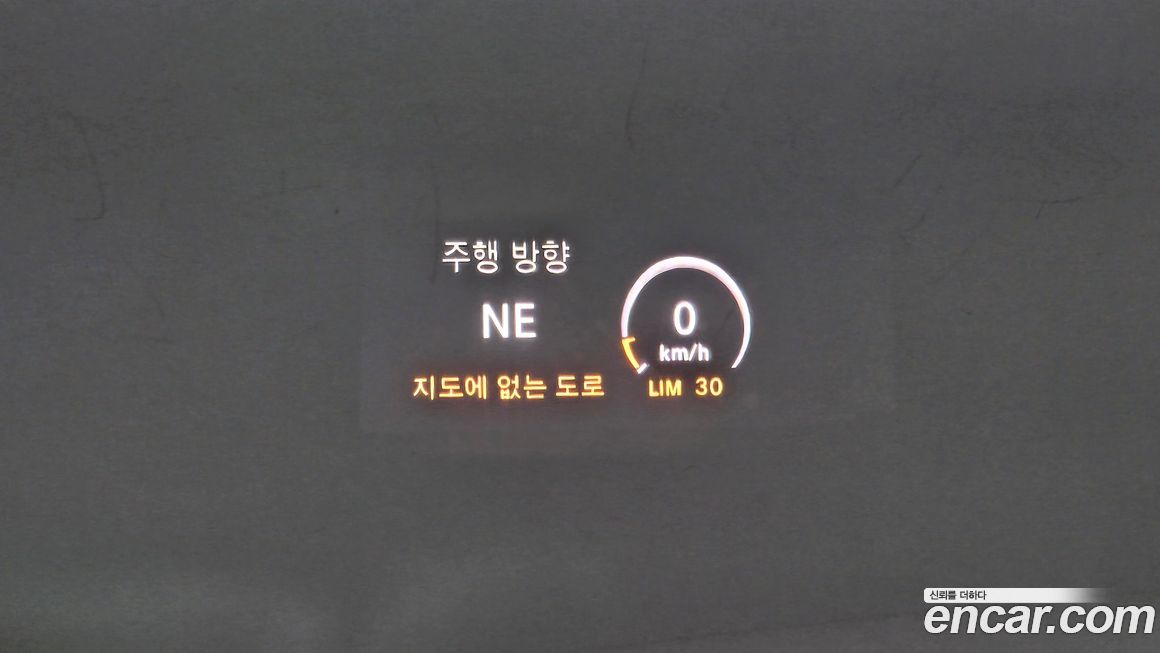 주행 방향
NE
지도에 없는 도로
0
km/h
LIM 30
신뢰를 더하다
encar.com